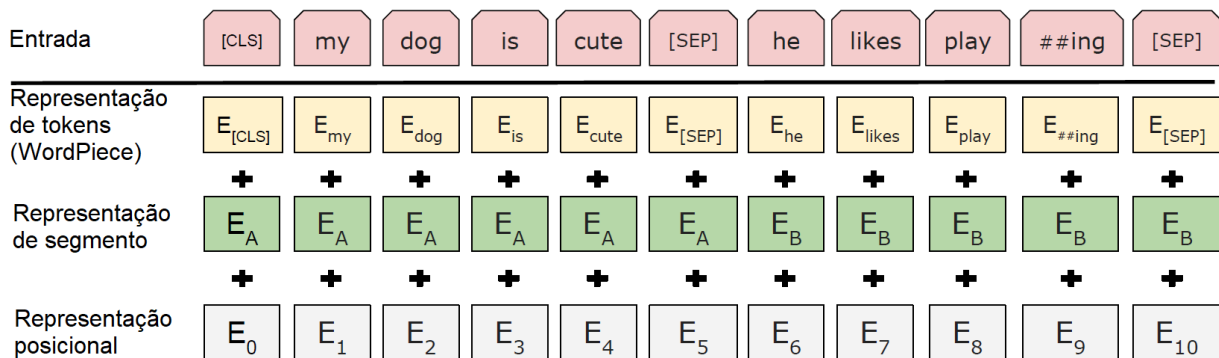 Entrada [CLS] my dog is cute [SEP] he likes play ##ing [SEP]
Representação
de tokens
(WordPiece)
E[CLS] Emy Edog Eis Ecute E[SEP] Ehe Elikes Eplay E##ing E[SEP]
+ + + + + + + + + + +
Representação
de segmento
EA EA EA EA EA EA EB EB EB EB EB
+ + + + + + + + + + +
Representação
posicional
E0 E1 E2 E3 E4 E5 E6 E7 E8 E9 E10